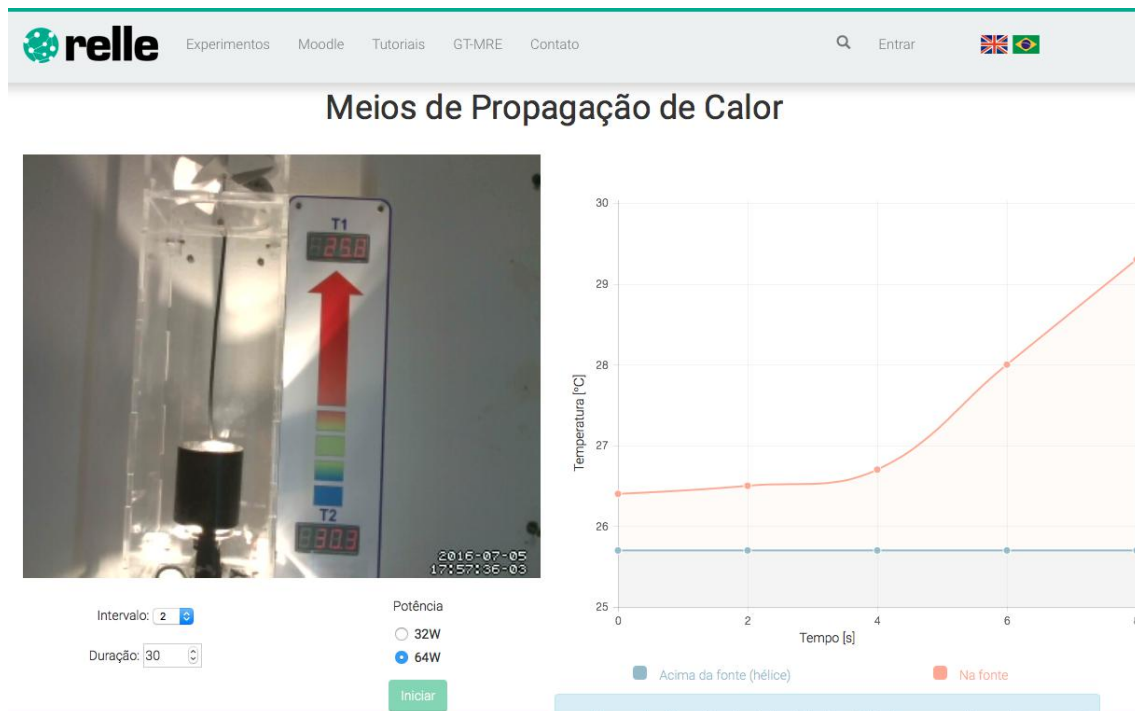 relle Experimentos Moodle Tutoriais GT-MRE Contato Entrar
Meios de Propagação de Calor
T1
25.8
T2
30.3
2016-07-05
17:57:36-03
Intervalo: 2
Duração: 30
Potência
32W
64W
Iniciar
Temperatura [°C]
30
29
28
27
26
25
0 2 4 6 8
Tempo [s]
Acima da fonte (hélice) Na fonte